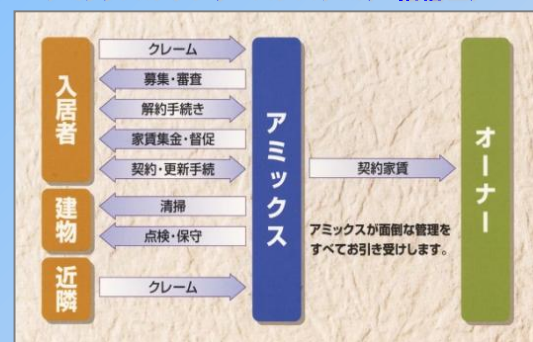 入居者
クレーム
募集・審査
解約手続き
家賃集金・督促
契約・更新手続
建物
清掃
点検・保守
近隣
クレーム
アミックス
契約家賃
アミックスが面倒な管理を
すべてお引き受けします。
オーナー